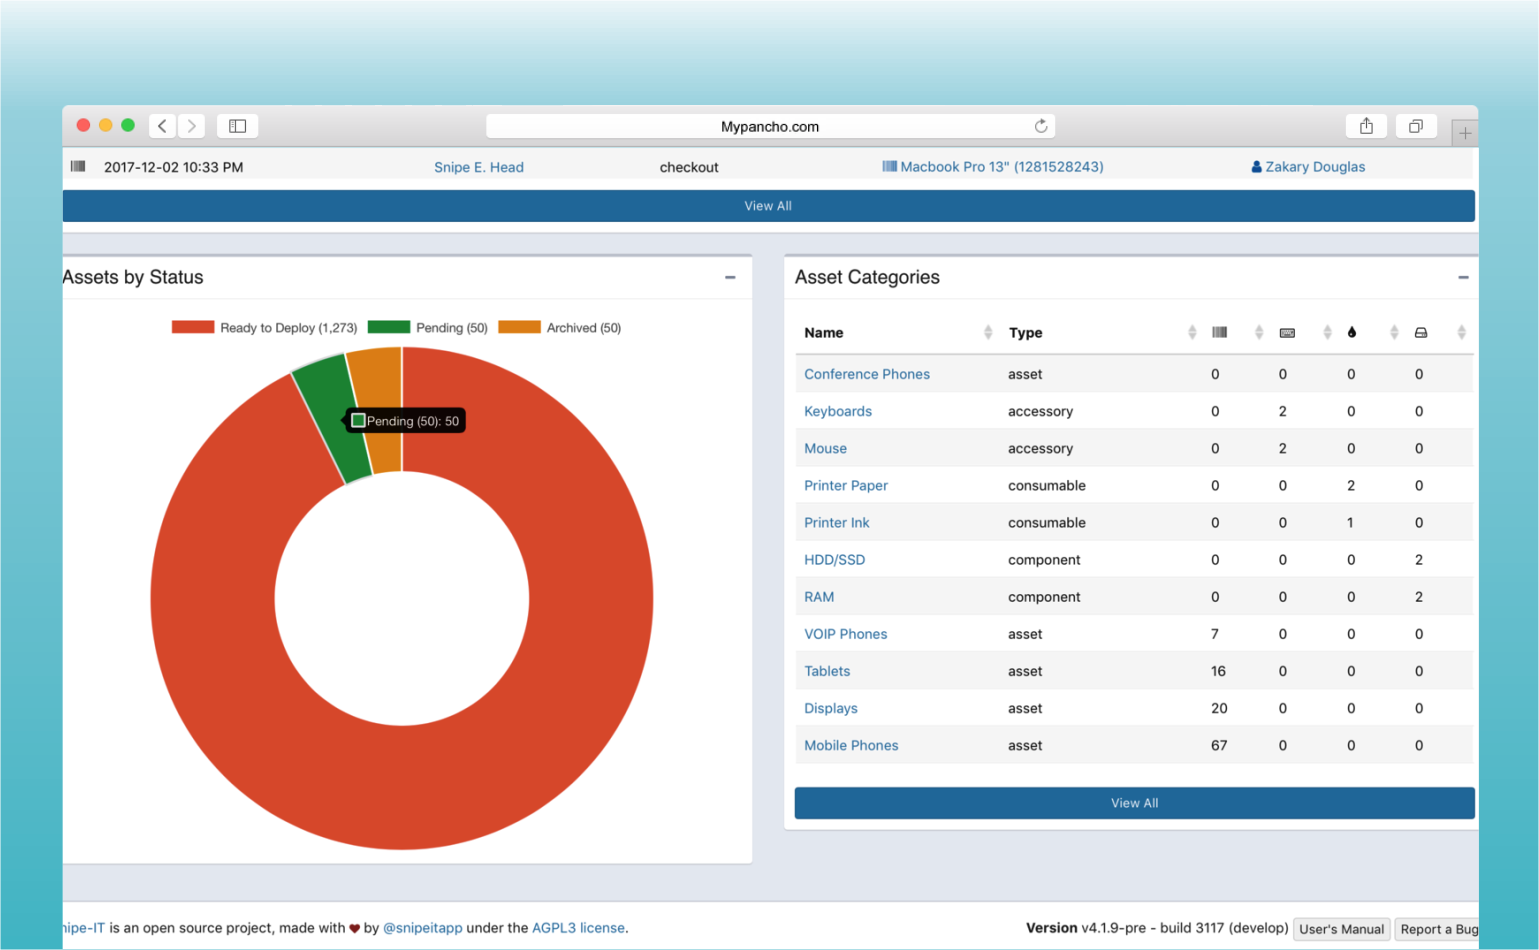 Mypancho.com
2017-12-02 10:33 PM Snipe E. Head checkout Macbook Pro 13" (1281528243) Zakary Douglas
View All
Assets by Status
Ready to Deploy (1,273) Pending (50) Archived (50)
Pending (50): 50
Asset Categories
Name Type
Conference Phones asset 0 0 0 0
Keyboards accessory 0 2 0 0
Mouse accessory 0 2 0 0
Printer Paper consumable 0 0 2 0
Printer Ink consumable 0 0 1 0
HDD/SSD component 0 0 0 2
RAM component 0 0 0 2
VOIP Phones asset 7 0 0 0
Tablets asset 16 0 0 0
Displays asset 20 0 0 0
Mobile Phones asset 67 0 0 0
View All
nipe-IT is an open source project, made with ♥ by @snipeitapp under the AGPL3 license.
Version v4.1.9-pre - build 3117 (develop) User's Manual Report a Bug